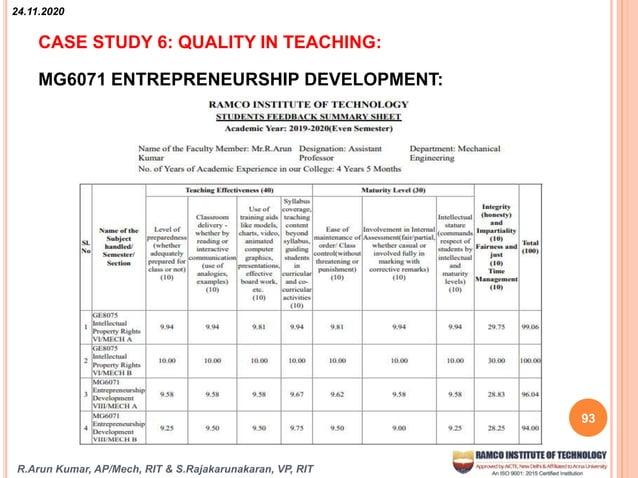 24.11.2020
CASE STUDY 6: QUALITY IN TEACHING:
MG6071 ENTREPRENEURSHIP DEVELOPMENT:
RAMCO INSTITUTE OF TECHNOLOGY
STUDENTS FEEDBACK SUMMARY SHEET
Academic Year: 2019-2020(Even Semester)
Name of the Faculty Member: Mr.R.Arun Kumar
Designation: Assistant Professor
Department: Mechanical Engineering
No. of Years of Academic Experience in our College: 4 Years 5 Months
Sl. No
Name of the Subject handled/ Semester/ Section
Teaching Effectiveness (40)
Level of preparedness (whether adequately prepared for class or not) (10)
Classroom delivery - whether by reading or interactive communication (use of analogies, examples) (10)
Use of training aids like models, charts, video, animated computer graphics, presentations, effective board work, etc. (10)
Syllabus coverage, teaching content beyond syllabus, guiding students in curricular and co-curricular activities (10)
Maturity Level (30)
Ease of maintenance of order/ Class control(without threatening or punishment) (10)
Involvement in Internal Assessment(fair/partial, whether casual or involved fully in marking with corrective remarks) (10)
Intellectual stature (commands respect of students by intellectual and maturity levels) (10)
Integrity (honesty) and Impartiality (10) Fairness and just (10) Time Management (10)
Total (100)
1 GE8075 Intellectual Property Rights VI/MECH A 9.94 9.94 9.81 9.94 9.81 9.94 9.94 29.75 99.06
2 GE8075 Intellectual Property Rights VI/MECH B 10.00 10.00 10.00 10.00 10.00 10.00 10.00 30.00 100.00
3 MG6071 Entrepreneurship Development VIII/MECH A 9.58 9.58 9.58 9.67 9.62 9.58 9.58 28.83 96.04
4 MG6071 Entrepreneurship Development VIII/MECH B 9.25 9.50 9.50 9.75 9.50 9.00 9.25 28.25 94.00
93
R.Arun Kumar, AP/Mech, RIT & S.Rajakarunakaran, VP, RIT
RAMCO INSTITUTE OF TECHNOLOGY
Approved by AICTE, New Delhi & Affiliated to Anna University
An ISO 9001: 2015 Certified Institution